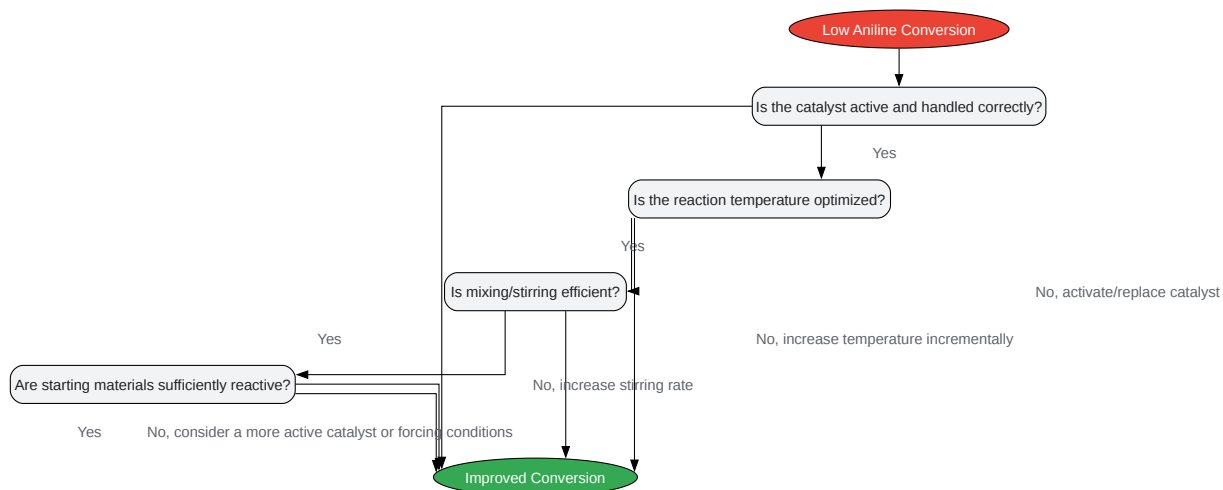 Low Aniline Conversion
Is the catalyst active and handled correctly?
Yes
Is the reaction temperature optimized?
Yes
Is mixing/stirring efficient?
No, activate/replace catalyst
Yes
No, increase temperature incrementally
Are starting materials sufficiently reactive?
No, increase stirring rate
Yes
No, consider a more active catalyst or forcing conditions
Improved Conversion